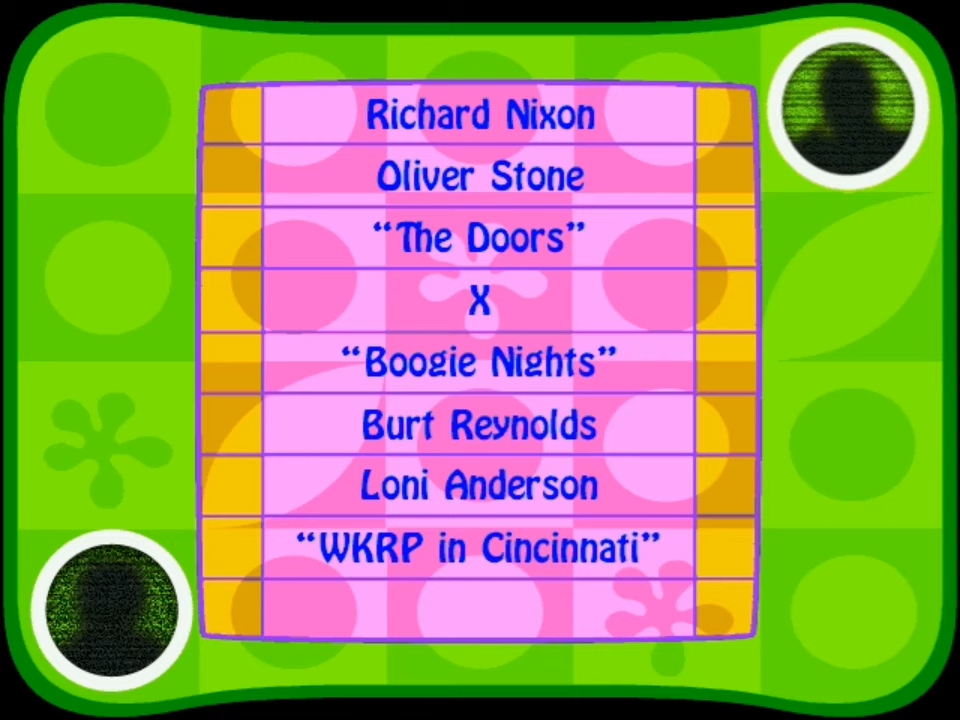 Richard Nixon
Oliver Stone
“The Doors”
X
“Boogie Nights”
Burt Reynolds
Loni Anderson
“WKRP in Cincinnati”